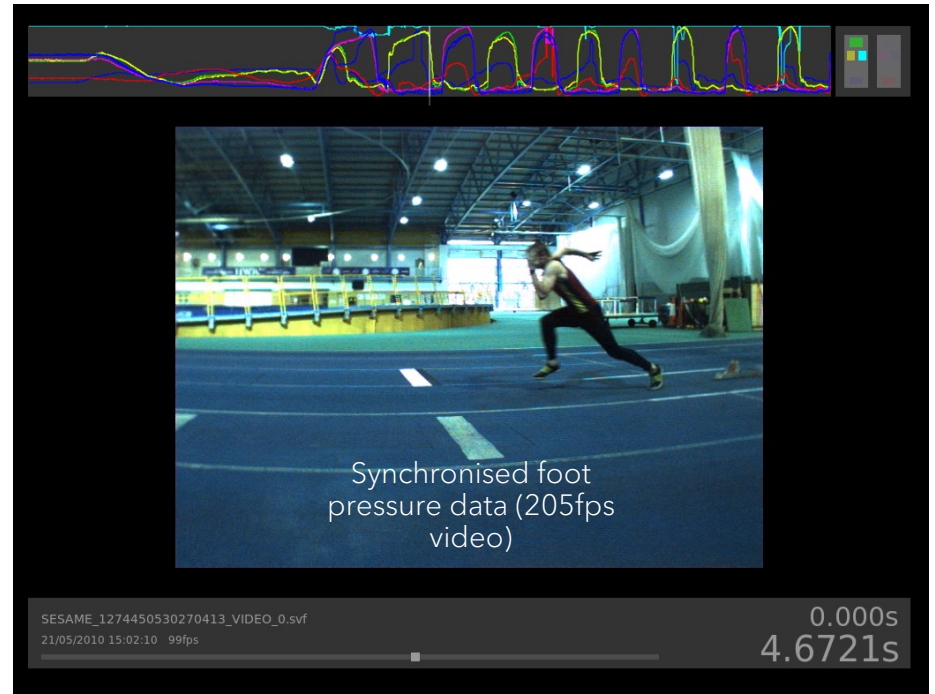 Synchronised foot
pressure data (205fps
video)
SESAME_1274450530270413_VIDEO_0.svf
21/05/2010 15:02:10 99fps
0.000s
4.6721s